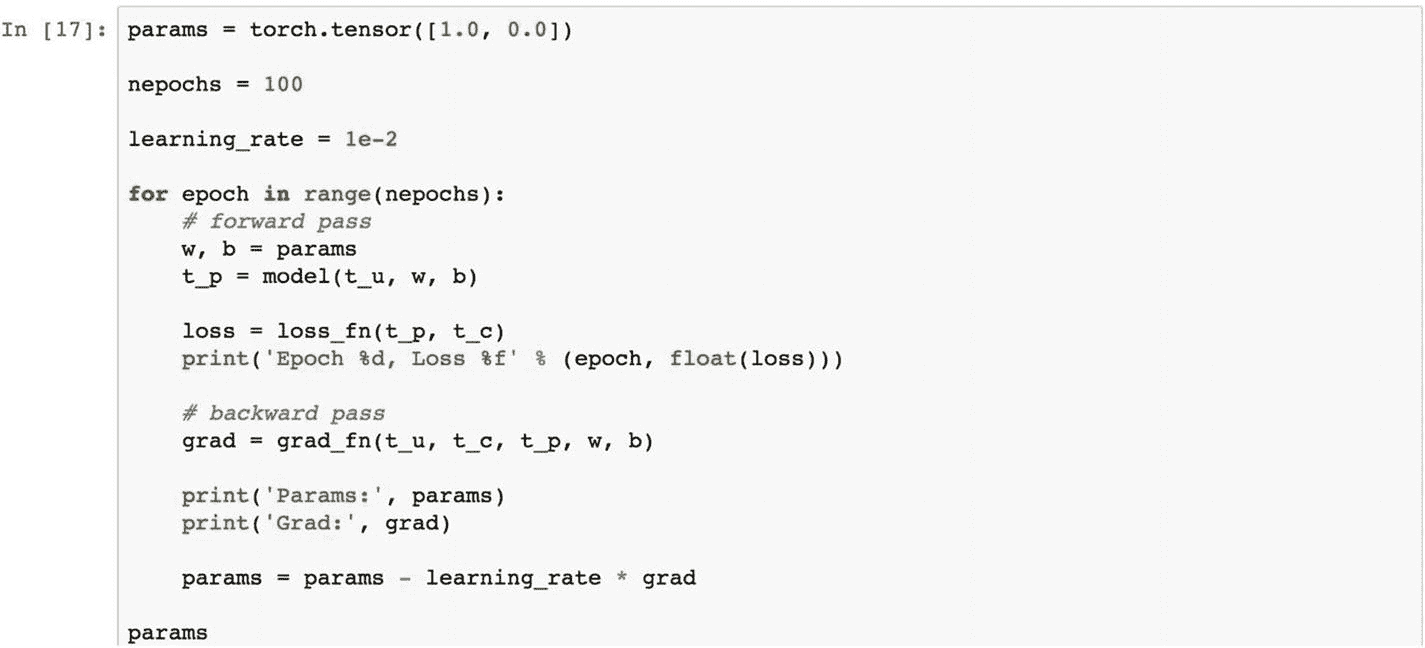 In [17]: params = torch.tensor([1.0, 0.0])
nepochs = 100
learning_rate = 1e-2
for epoch in range(nepochs):
    # forward pass
    w, b = params
    t_p = model(t_u, w, b)
    loss = loss_fn(t_p, t_c)
    print('Epoch %d, Loss %f' % (epoch, float(loss)))
    # backward pass
    grad = grad_fn(t_u, t_c, t_p, w, b)
    print('Params:', params)
    print('Grad:', grad)
    params = params - learning_rate * grad
params